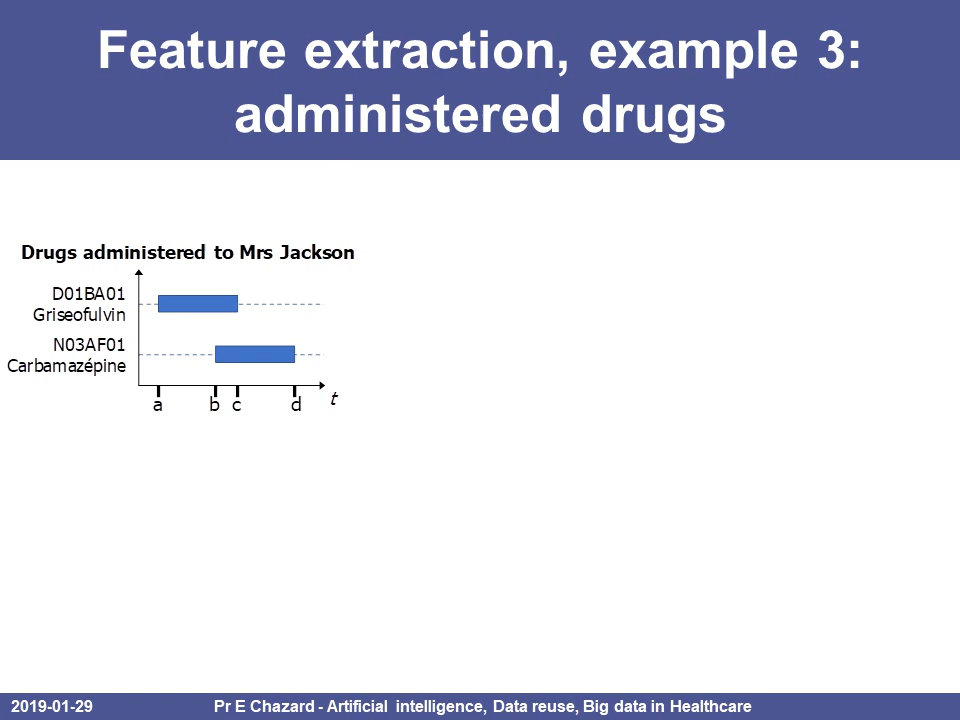 Feature extraction, example 3:
administered drugs
Drugs administered to Mrs Jackson
D01BA01
Griseofulvin
N03AF01
Carbamazépine
a b c d t
2019-01-29 Pr E Chazard - Artificial intelligence, Data reuse, Big data in Healthcare